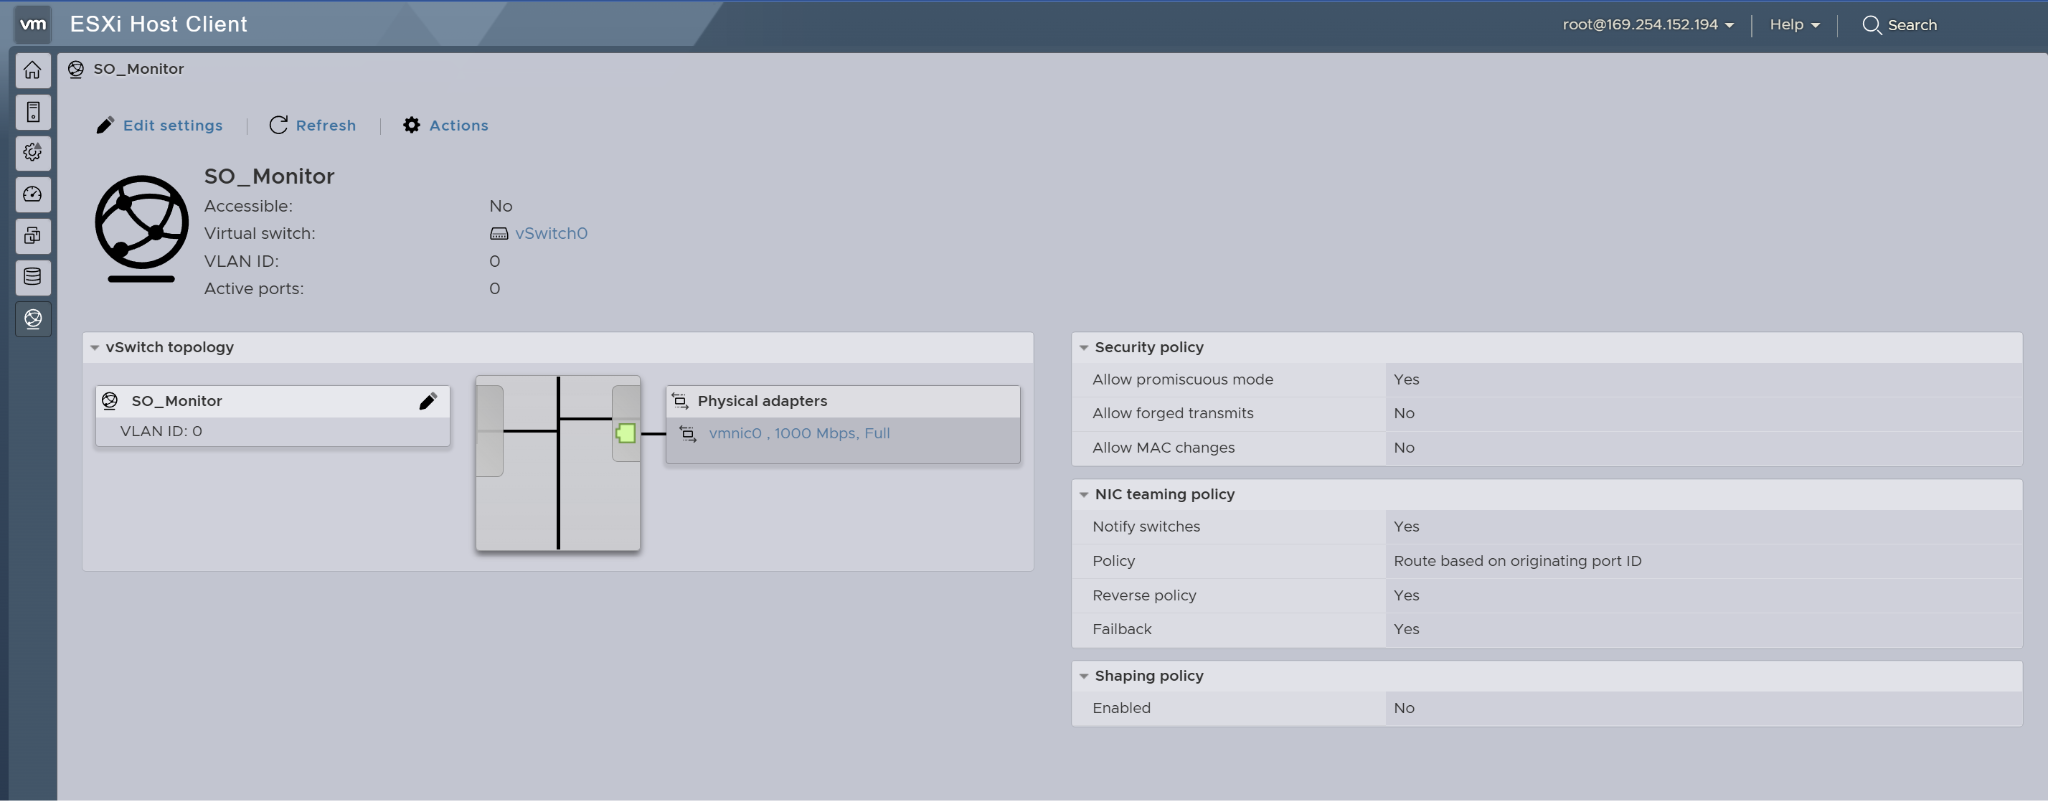 vm ESXi Host Client root@169.254.152.194 Help Search
SO_Monitor
Edit settings Refresh Actions
SO_Monitor
Accessible: No
Virtual switch: vSwitch0
VLAN ID: 0
Active ports: 0
vSwitch topology
SO_Monitor
VLAN ID: 0
Physical adapters
vmnic0 , 1000 Mbps, Full
Security policy
Allow promiscuous mode Yes
Allow forged transmits No
Allow MAC changes No
NIC teaming policy
Notify switches Yes
Policy Route based on originating port ID
Reverse policy Yes
Failback Yes
Shaping policy
Enabled No